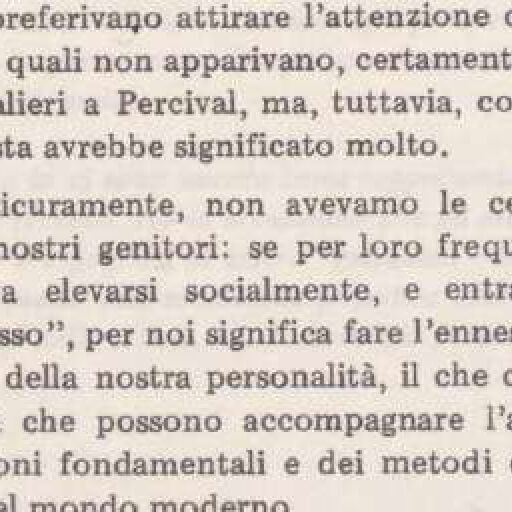 preferivano attirare l'attenzione
quali non apparivano, certament
alieri a Percival, ma, tuttavia, co
sta avrebbe significato molto.
icuramente, non avevamo le ce
nostri genitori: se per loro frequ
a elevarsi socialmente, e entra
sso", per noi significa fare l'ennes
della nostra personalità, il che
che possono accompagnare l'a
oni fondamentali e dei metodi
el mondo moderno